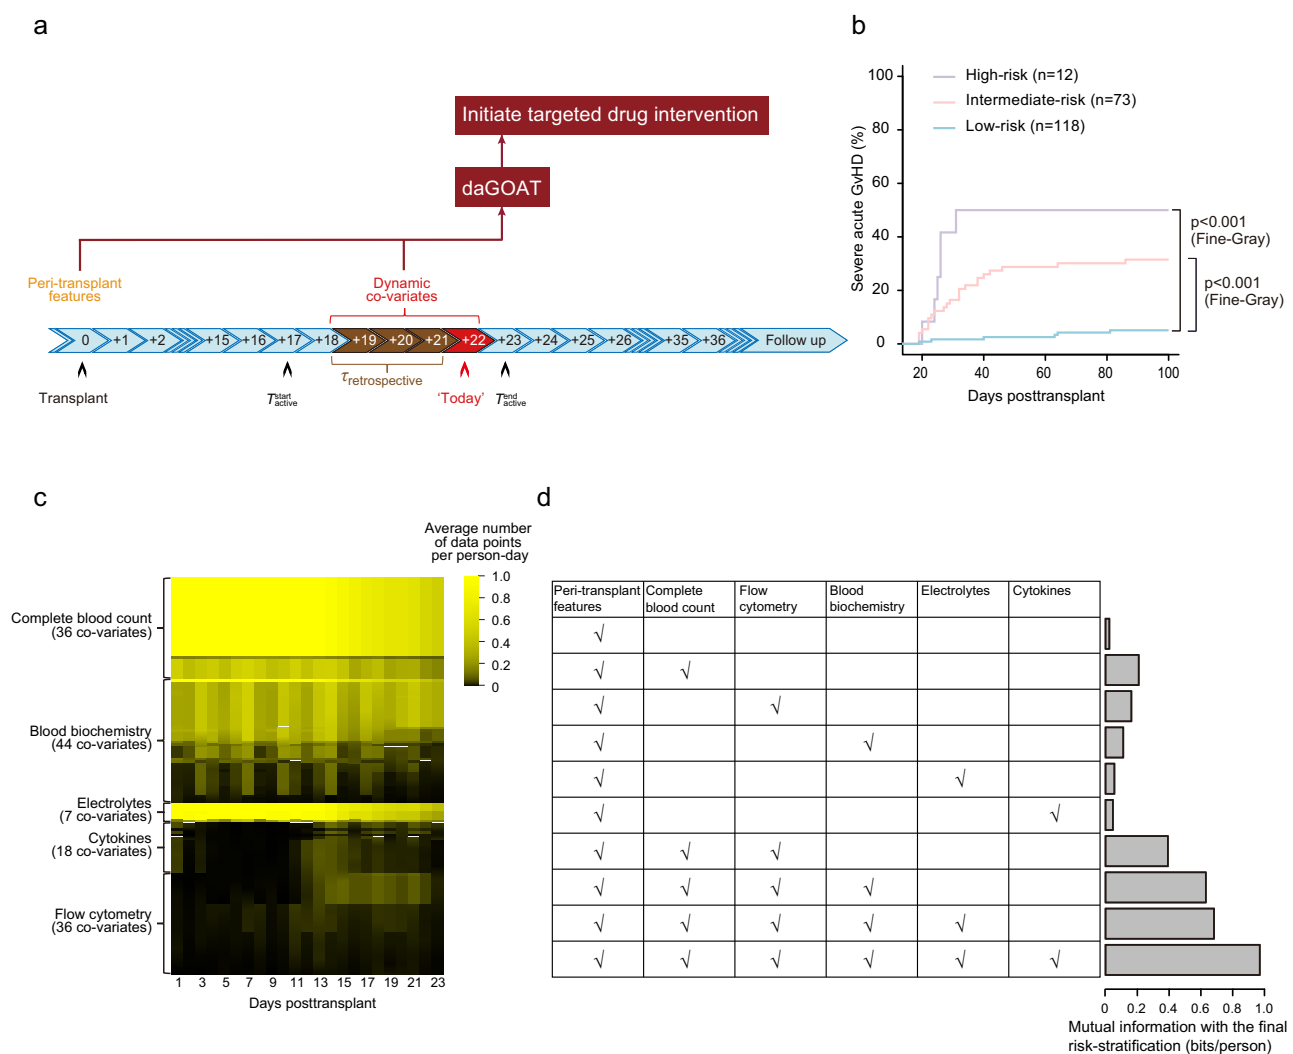 a
Initiate targeted drug intervention
daGOAT
Peri-transplant
features
Dynamic
co-variates
0 +1 +2 +15 +16 +17 +18 +19 +20 +21 +22 +23 +24 +25 +26 +35 +36 Follow up
τretrospective
Transplant
T start active
'Today'
T end active
b
High-risk (n=12)
Intermediate-risk (n=73)
Low-risk (n=118)
Severe acute GvHD (%)
100
80
60
40
20
0
p<0.001
(Fine-Gray)
p<0.001
(Fine-Gray)
20 40 60 80 100
Days posttransplant
c
Average number
of data points
per person-day
1.0
0.8
0.6
0.4
0.2
0
Complete blood count
(36 co-variates)
Blood biochemistry
(44 co-variates)
Electrolytes
(7 co-variates)
Cytokines
(18 co-variates)
Flow cytometry
(36 co-variates)
1 3 5 7 9 11 13 15 17 19 21 23
Days posttransplant
d
Peri-transplant
features
Complete
blood count
Flow
cytometry
Blood
biochemistry
Electrolytes
Cytokines
√
√ √
√ √
√ √
√ √
√ √
√ √ √
√ √ √ √
√ √ √ √ √
√ √ √ √ √ √
0 0.2 0.4 0.6 0.8 1.0
Mutual information with the final
risk-stratification (bits/person)